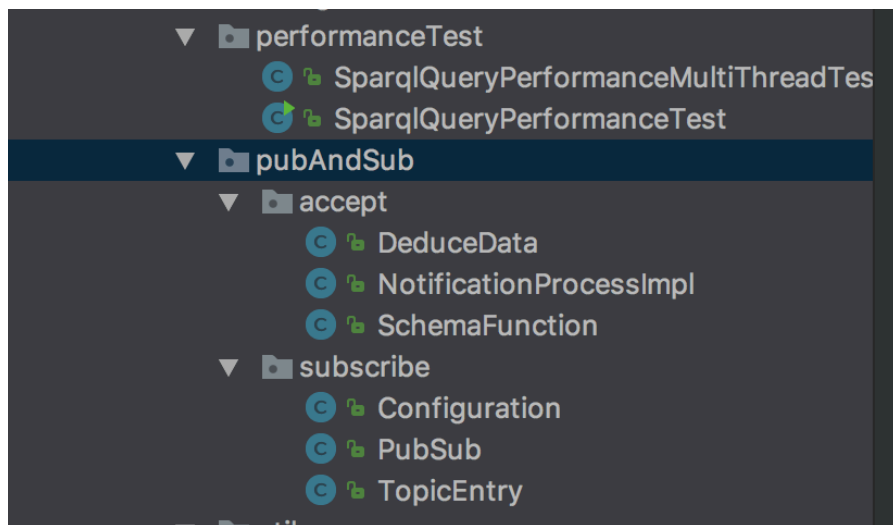 performanceTest
SparqlQueryPerformanceMultiThreadTes
SparqlQueryPerformanceTest
pubAndSub
accept
DeduceData
NotificationProcessImpl
SchemaFunction
subscribe
Configuration
PubSub
TopicEntry